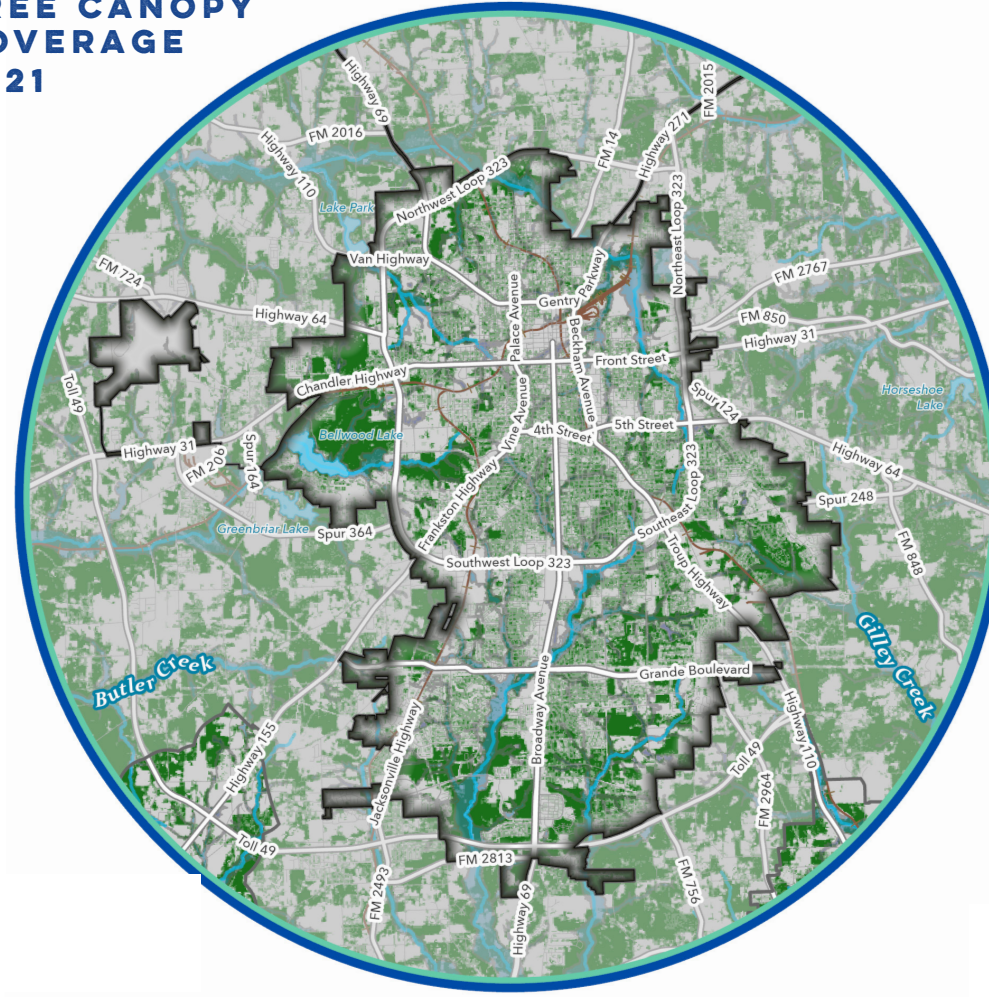 REE CANOPY
OVERAGE
21
Highway 69
FM 2015
FM 2016
Highway 271
FM 14
Highway 110
Northwest Loop 323
Lake Park
Northeast Loop 323
Van Highway
FM 724
FM 2767
Gentry Parkway
Palace Avenue
Highway 64
FM 850
Beckham Avenue
Highway 31
Front Street
Chandler Highway
Toll 49
Spur 124
Horseshoe
Lake
Vine Avenue
4th Street
5th Street
Bellwood Lake
Highway 31
FM 206
Spur 164
Highway 64
Southeast Loop 323
Frankston Highway
Spur 248
Greenbriar Lake
Spur 364
FM 848
Southwest Loop 323
Troup Highway
Gilley Creek
Butler Creek
Grande Boulevard
Broadway Avenue
Highway 110
Highway 155
Jacksonville Highway
Toll 49
FM 2964
Toll 49
FM 2813
FM 2493
FM 756
Highway 69